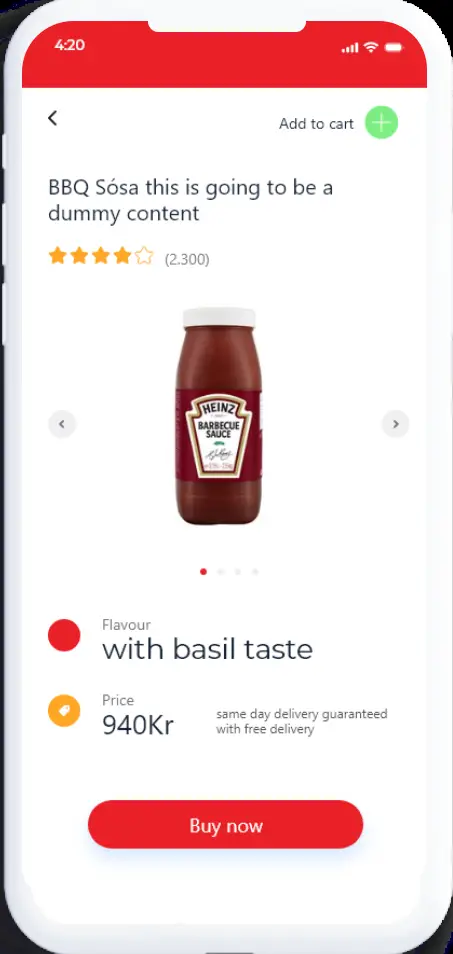 4:20
Add to cart
BBQ Sósa this is going to be a
dummy content
(2.300)
HEINZ
BARBECUE
SAUCE
Flavour
with basil taste
Price
940Kr
same day delivery guaranteed
with free delivery
Buy now